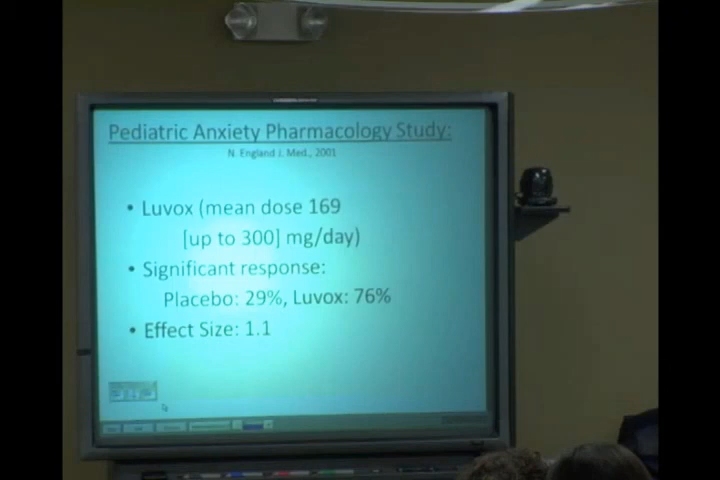 Pediatric Anxiety Pharmacology Study:
N. England J. Med., 2001
• Luvox (mean dose 169
[up to 300] mg/day)
• Significant response:
Placebo: 29%, Luvox: 76%
• Effect Size: 1.1